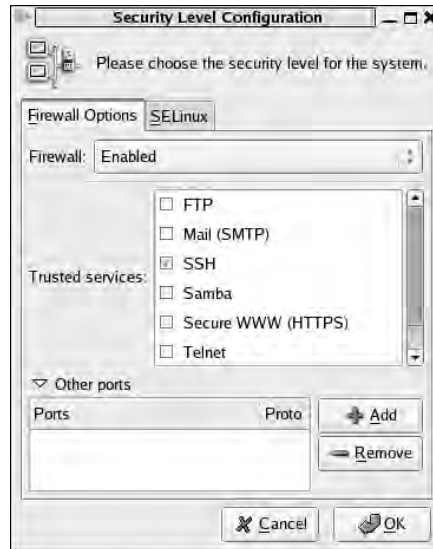 Security Level Configuration
Please choose the security level for the system.
Firewall Options
SELinux
Firewall: Enabled
FTP
Mail (SMTP)
Trusted services: SSH
Samba
Secure WWW (HTTPS)
Telnet
Other ports
Ports Proto
Add
Remove
Cancel OK